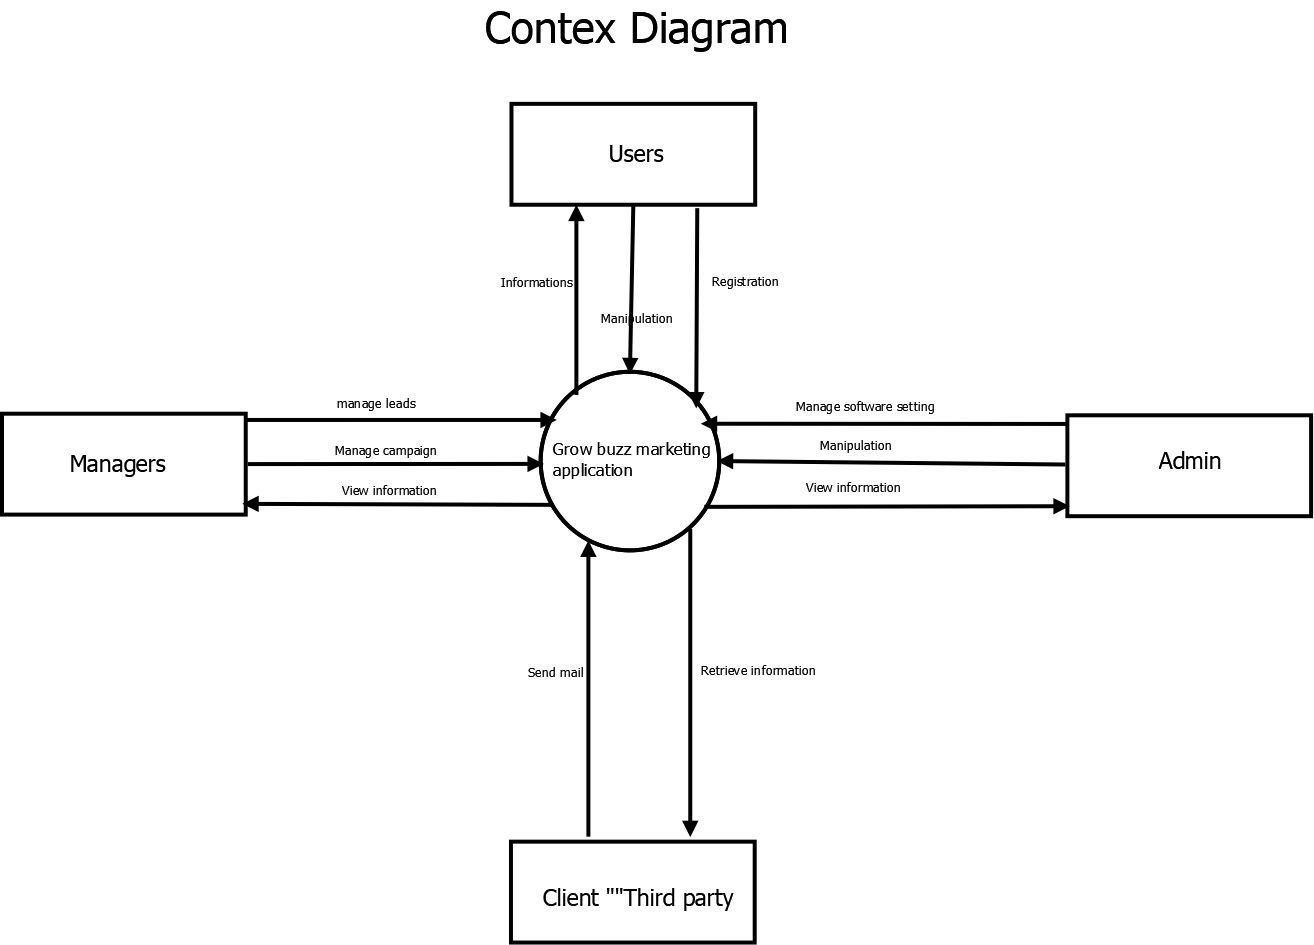 Contex Diagram
Users
Informations
Registration
Manipulation
manage leads
Manage software setting
Manage campaign
Manipulation
Managers
Grow buzz marketing
application
Admin
View information
View information
Send mail
Retrieve information
Client ""Third party